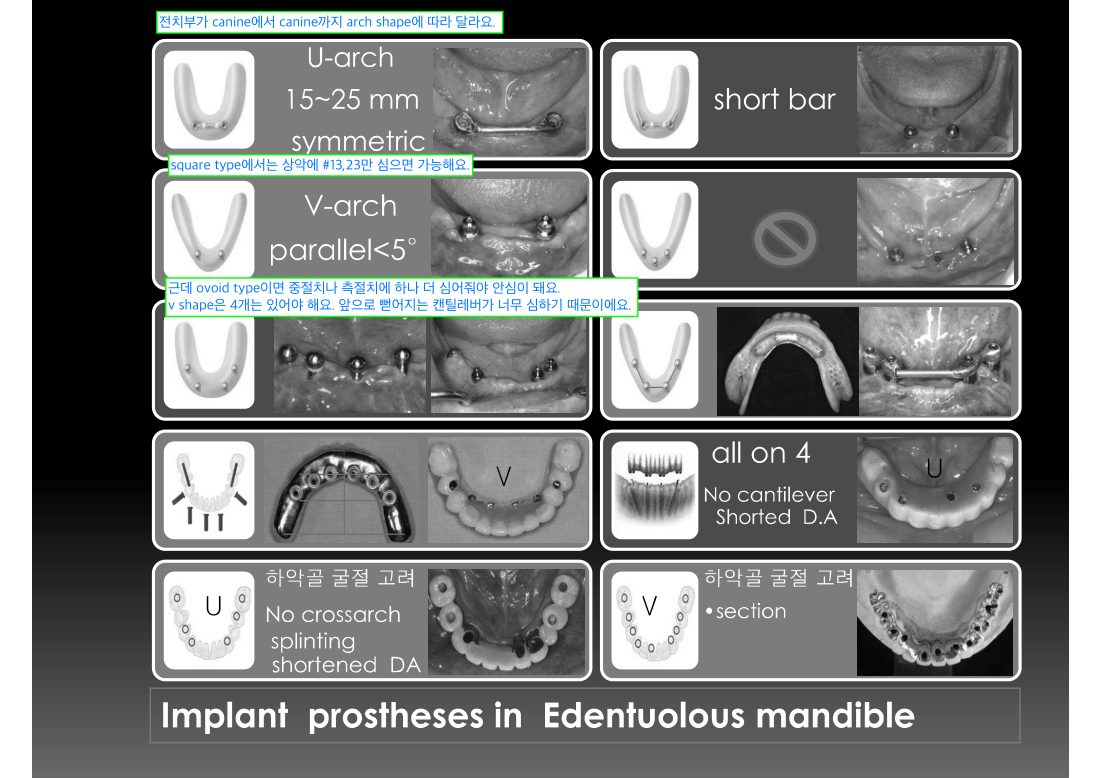 전치부가 canine에서 canine까지 arch shape에 따라 달라요.
U-arch
15~25 mm
symmetric
short bar
square type에서는 상악에 #13,23만 심으면 가능해요.
V-arch
parallel<5°
근데 ovoid type이면 중절치나 측절치에 하나 더 심어줘야 안심이 돼요.
v shape은 4개는 있어야 해요. 앞으로 뻗어지는 캔틸레버가 너무 심하기 때문이에요.
V
all on 4
No cantilever
Shorted D.A
U
U
하악골 굴절 고려
No crossarch
splinting
shortened DA
V
하악골 굴절 고려
•section
Implant prostheses in Edentuolous mandible